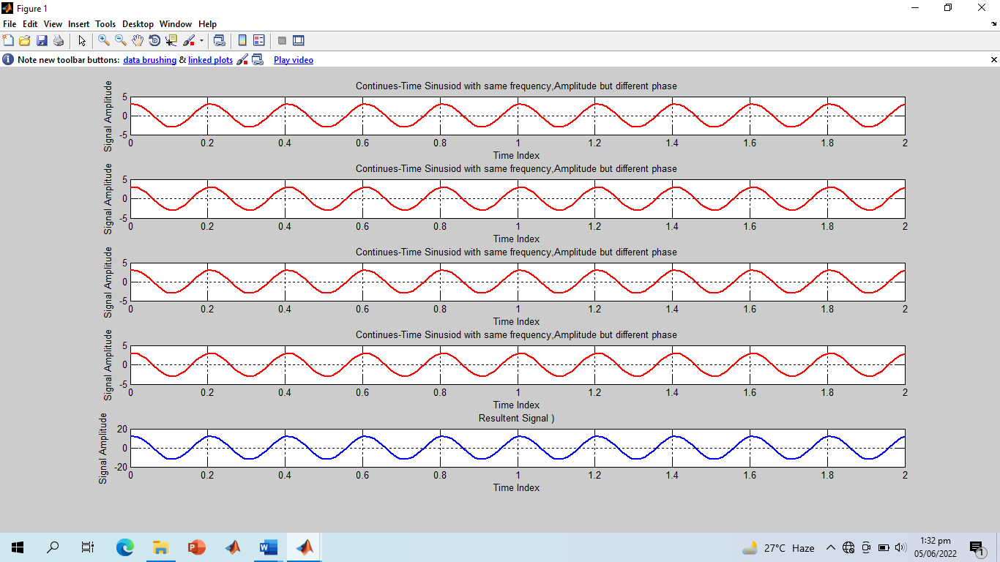 Figure 1
File Edit View Insert Tools Desktop Window Help
Note new toolbar buttons: data brushing & linked plots Play video
Continues-Time Sinusiod with same frequency,Amplitude but different phase
Signal Amplitude
5
0
-5
0 0.2 0.4 0.6 0.8 1 1.2 1.4 1.6 1.8 2
Time Index
Continues-Time Sinusiod with same frequency,Amplitude but different phase
Signal Amplitude
5
0
-5
0 0.2 0.4 0.6 0.8 1 1.2 1.4 1.6 1.8 2
Time Index
Continues-Time Sinusiod with same frequency,Amplitude but different phase
Signal Amplitude
5
0
-5
0 0.2 0.4 0.6 0.8 1 1.2 1.4 1.6 1.8 2
Time Index
Continues-Time Sinusiod with same frequency,Amplitude but different phase
Signal Amplitude
5
0
-5
0 0.2 0.4 0.6 0.8 1 1.2 1.4 1.6 1.8 2
Time Index
Resultent Signal )
Signal Amplitude
20
0
-20
0 0.2 0.4 0.6 0.8 1 1.2 1.4 1.6 1.8 2
Time Index
27°C Haze
1:32 pm
05/06/2022
1